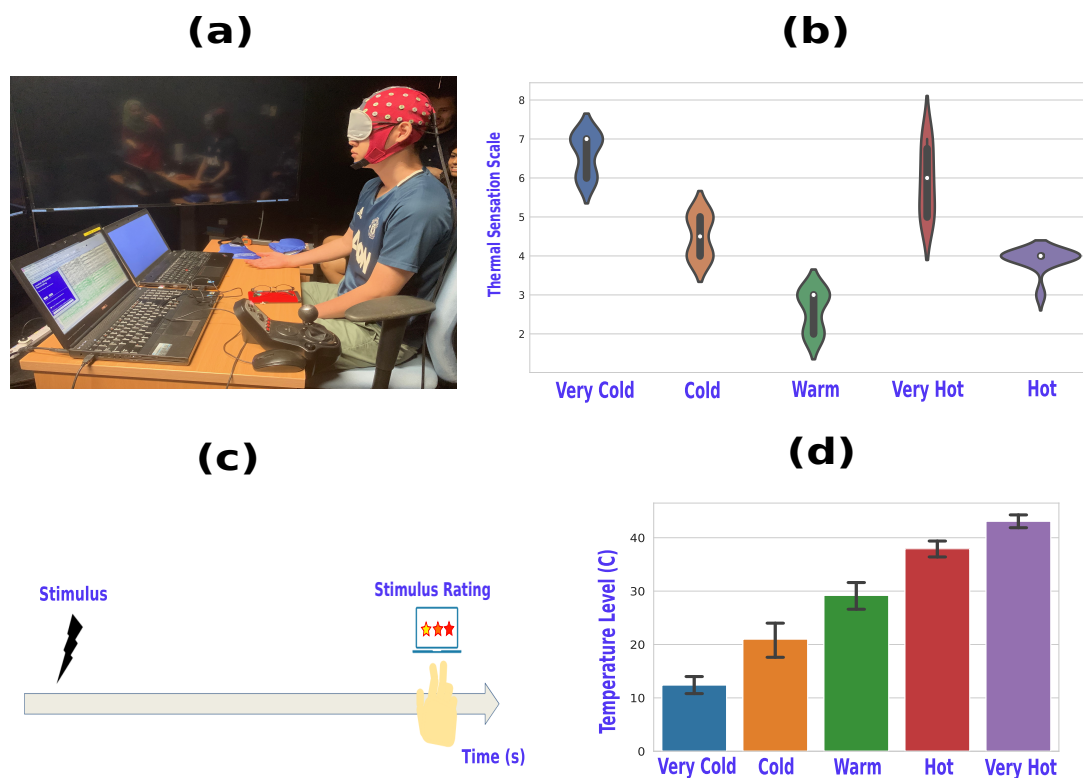 (a)
(b)
Thermal Sensation Scale
8
7
6
5
4
3
2
Very Cold
Cold
Warm
Very Hot
Hot
(c)
Stimulus
Stimulus Rating
Time (s)
(d)
Temperature Level (C)
40
30
20
10
0
Very Cold
Cold
Warm
Hot
Very Hot